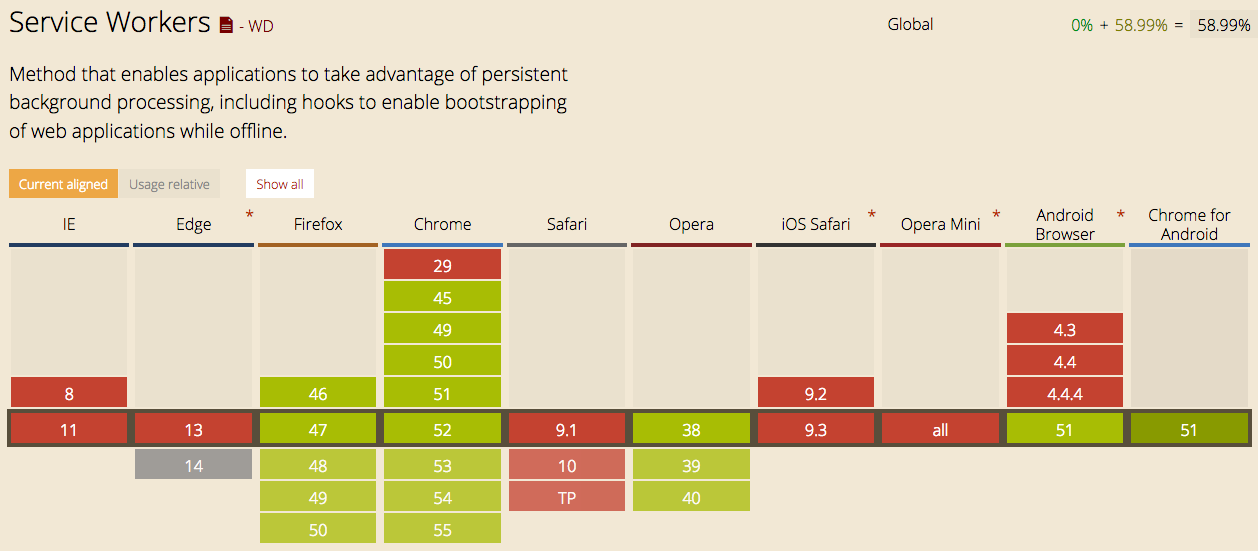 Service Workers - WD
Global 0% + 58.99% = 58.99%
Method that enables applications to take advantage of persistent
background processing, including hooks to enable bootstrapping
of web applications while offline.
Current aligned Usage relative Show all
IE Edge * Firefox Chrome Safari Opera iOS Safari * Opera Mini * Android Browser * Chrome for Android
29
45
49 4.3
50 4.4
8 46 51 9.2 4.4.4
11 13 47 52 9.1 38 9.3 all 51 51
14 48 53 10 39
49 54 TP 40
50 55